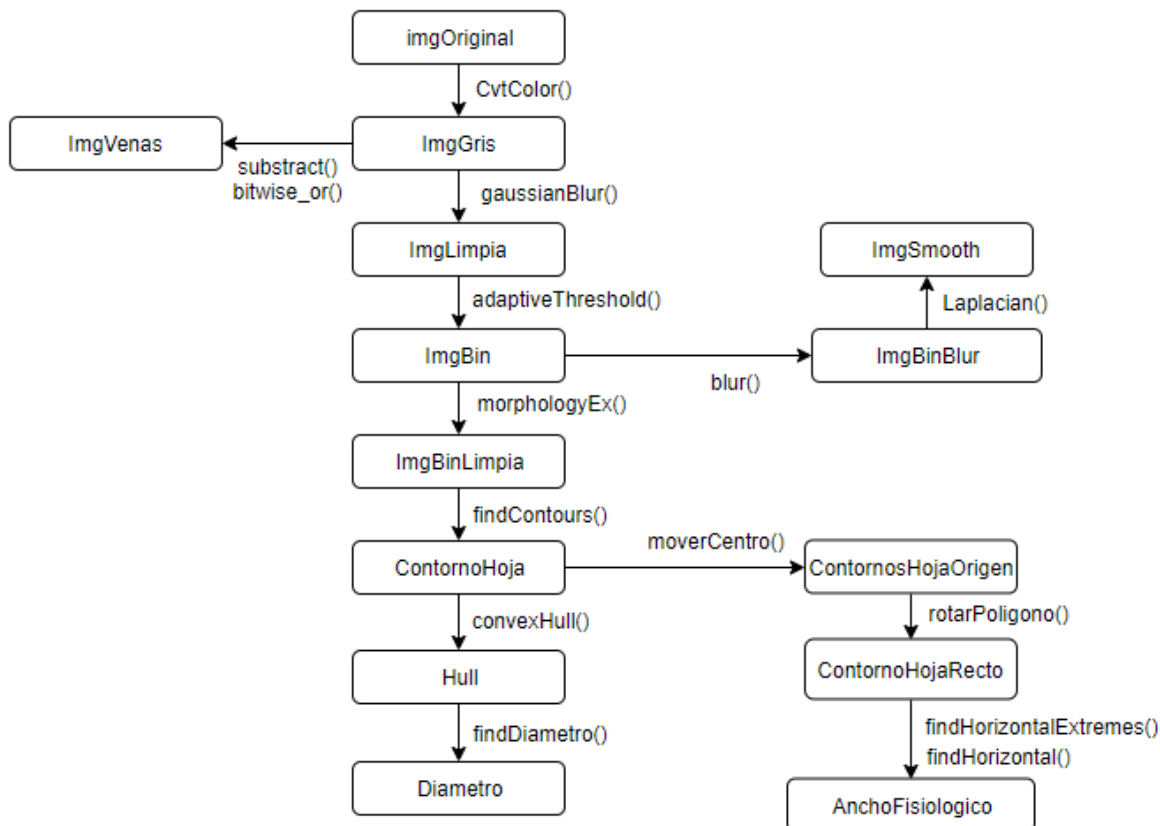 imgOriginal
CvtColor()
ImgVenas
ImgGris
substract()
bitwise_or()
gaussianBlur()
ImgLimpia
ImgSmooth
adaptiveThreshold()
Laplacian()
ImgBin
ImgBinBlur
blur()
morphologyEx()
ImgBinLimpia
findContours()
moverCentro()
ContornoHoja
ContornosHojaOrigen
convexHull()
rotarPoligono()
Hull
ContornoHojaRecto
findDiametro()
findHorizontalExtremes()
findHorizontal()
Diametro
AnchoFisiologico